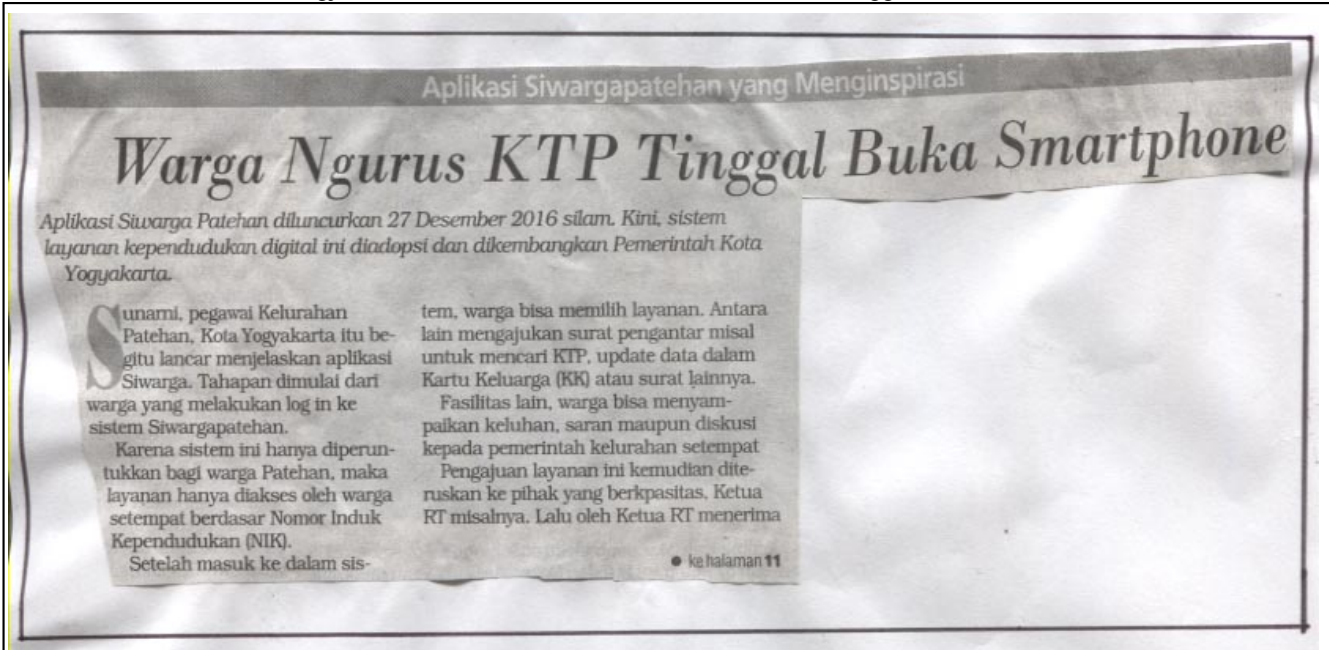 Aplikasi Siwargapatehan yang Menginspirasi
Warga Ngurus KTP Tinggal Buka Smartphone
Aplikasi Siwarga Patehan diluncurkan 27 Desember 2016 silam. Kini, sistem
layanan kependudukan digital ini diadopsi dan dikembangkan Pemerintah Kota
Yogyakarta.
Sunami, pegawai Kelurahan
Patehan, Kota Yogyakarta itu be-
gitu lancar menjelaskan aplikasi
Siwarga. Tahapan dimulai dari
warga yang melakukan log in ke
sistem Siwargapatehan.
Karena sistem ini hanya diperun-
tukkan bagi warga Patehan, maka
layanan hanya diakses oleh warga
setempat berdasar Nomor Induk
Kependudukan (NIK).
Setelah masuk ke dalam sis-
tem, warga bisa memilih layanan. Antara
lain mengajukan surat pengantar misal
untuk mencari KTP, update data dalam
Kartu Keluarga (KK) atau surat lainnya.
Fasilitas lain, warga bisa menyam-
paikan keluhan, saran maupun diskusi
kepada pemerintah kelurahan setempat
Pengajuan layanan ini kemudian dite-
ruskan ke pihak yang berkpasitas, Ketua
RT misalnya. Lalu oleh Ketua RT menerima
● ke halaman 11